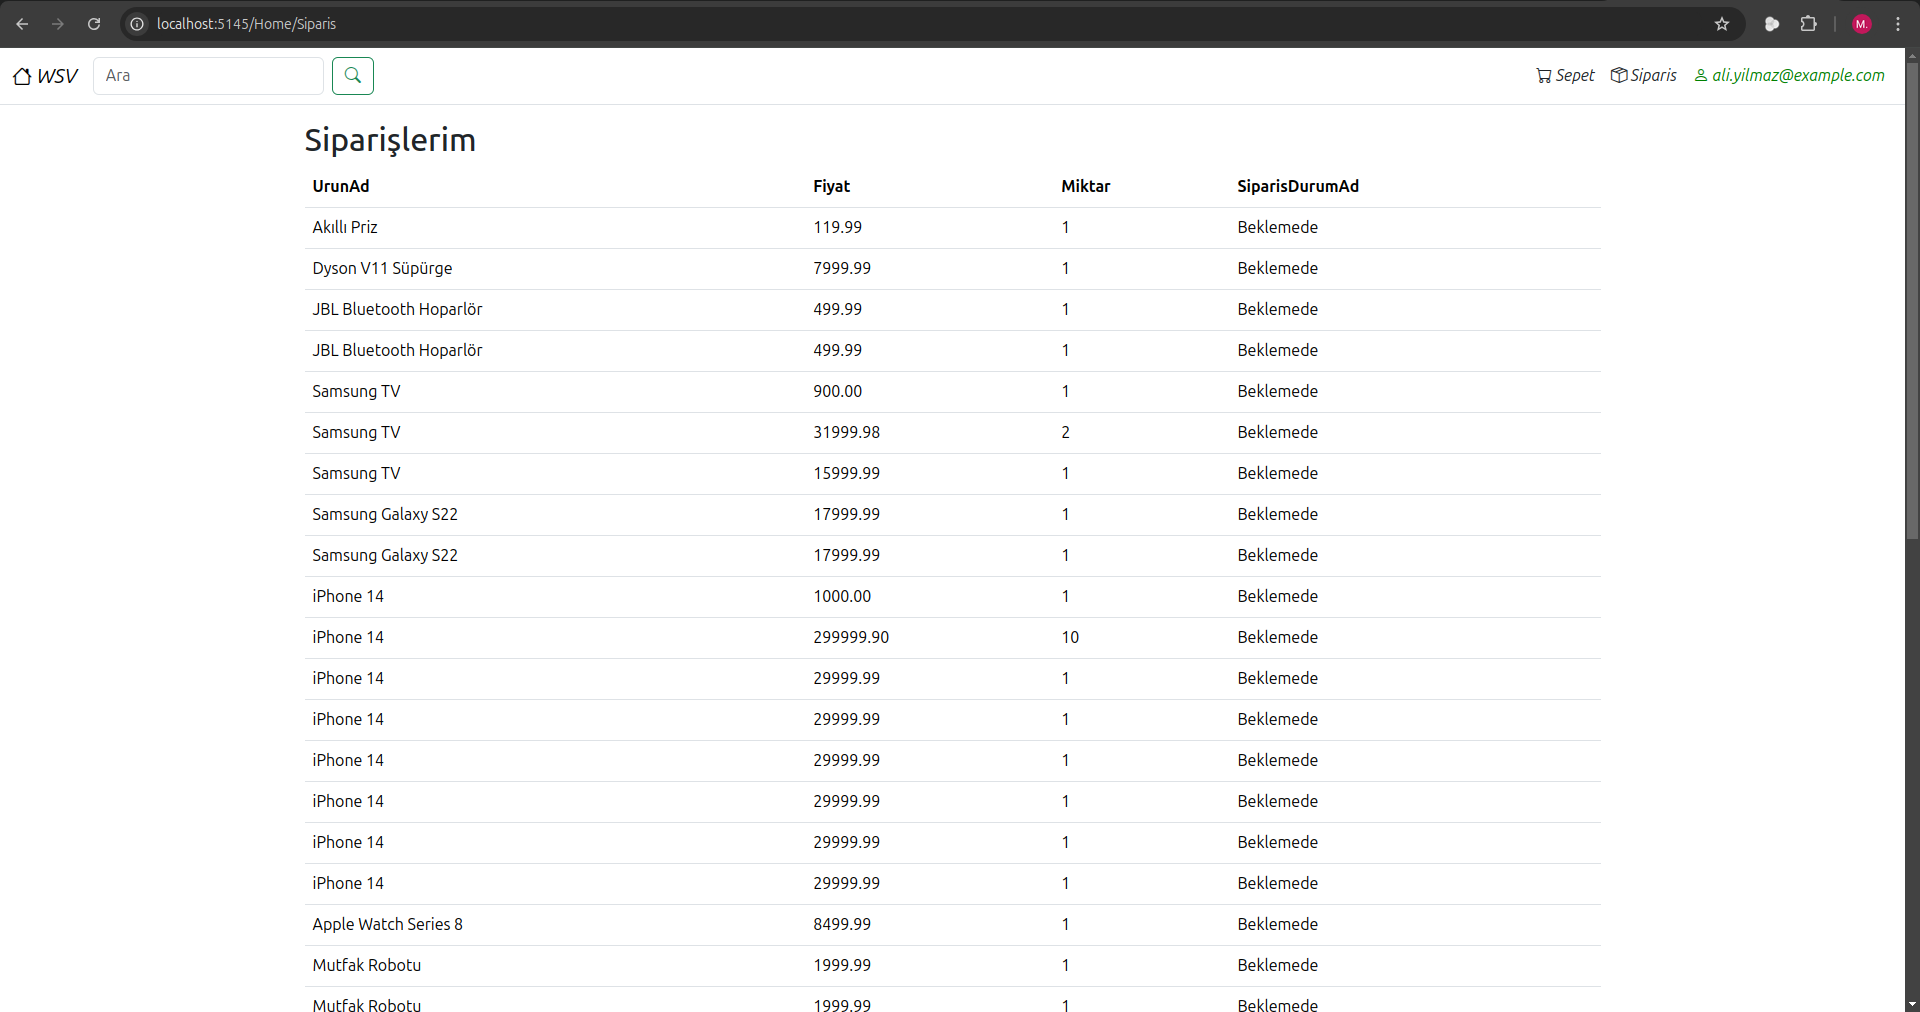 localhost:5145/Home/Siparis
M.
WSV
Ara
Sepet
Siparis
ali.yilmaz@example.com
Siparişlerim
UrunAd Fiyat Miktar SiparisDurumAd
Akıllı Priz 119.99 1 Beklemede
Dyson V11 Süpürge 7999.99 1 Beklemede
JBL Bluetooth Hoparlör 499.99 1 Beklemede
JBL Bluetooth Hoparlör 499.99 1 Beklemede
Samsung TV 900.00 1 Beklemede
Samsung TV 31999.98 2 Beklemede
Samsung TV 15999.99 1 Beklemede
Samsung Galaxy S22 17999.99 1 Beklemede
Samsung Galaxy S22 17999.99 1 Beklemede
iPhone 14 1000.00 1 Beklemede
iPhone 14 299999.90 10 Beklemede
iPhone 14 29999.99 1 Beklemede
iPhone 14 29999.99 1 Beklemede
iPhone 14 29999.99 1 Beklemede
iPhone 14 29999.99 1 Beklemede
iPhone 14 29999.99 1 Beklemede
iPhone 14 29999.99 1 Beklemede
Apple Watch Series 8 8499.99 1 Beklemede
Mutfak Robotu 1999.99 1 Beklemede
Mutfak Robotu 1999.99 1 Beklemede